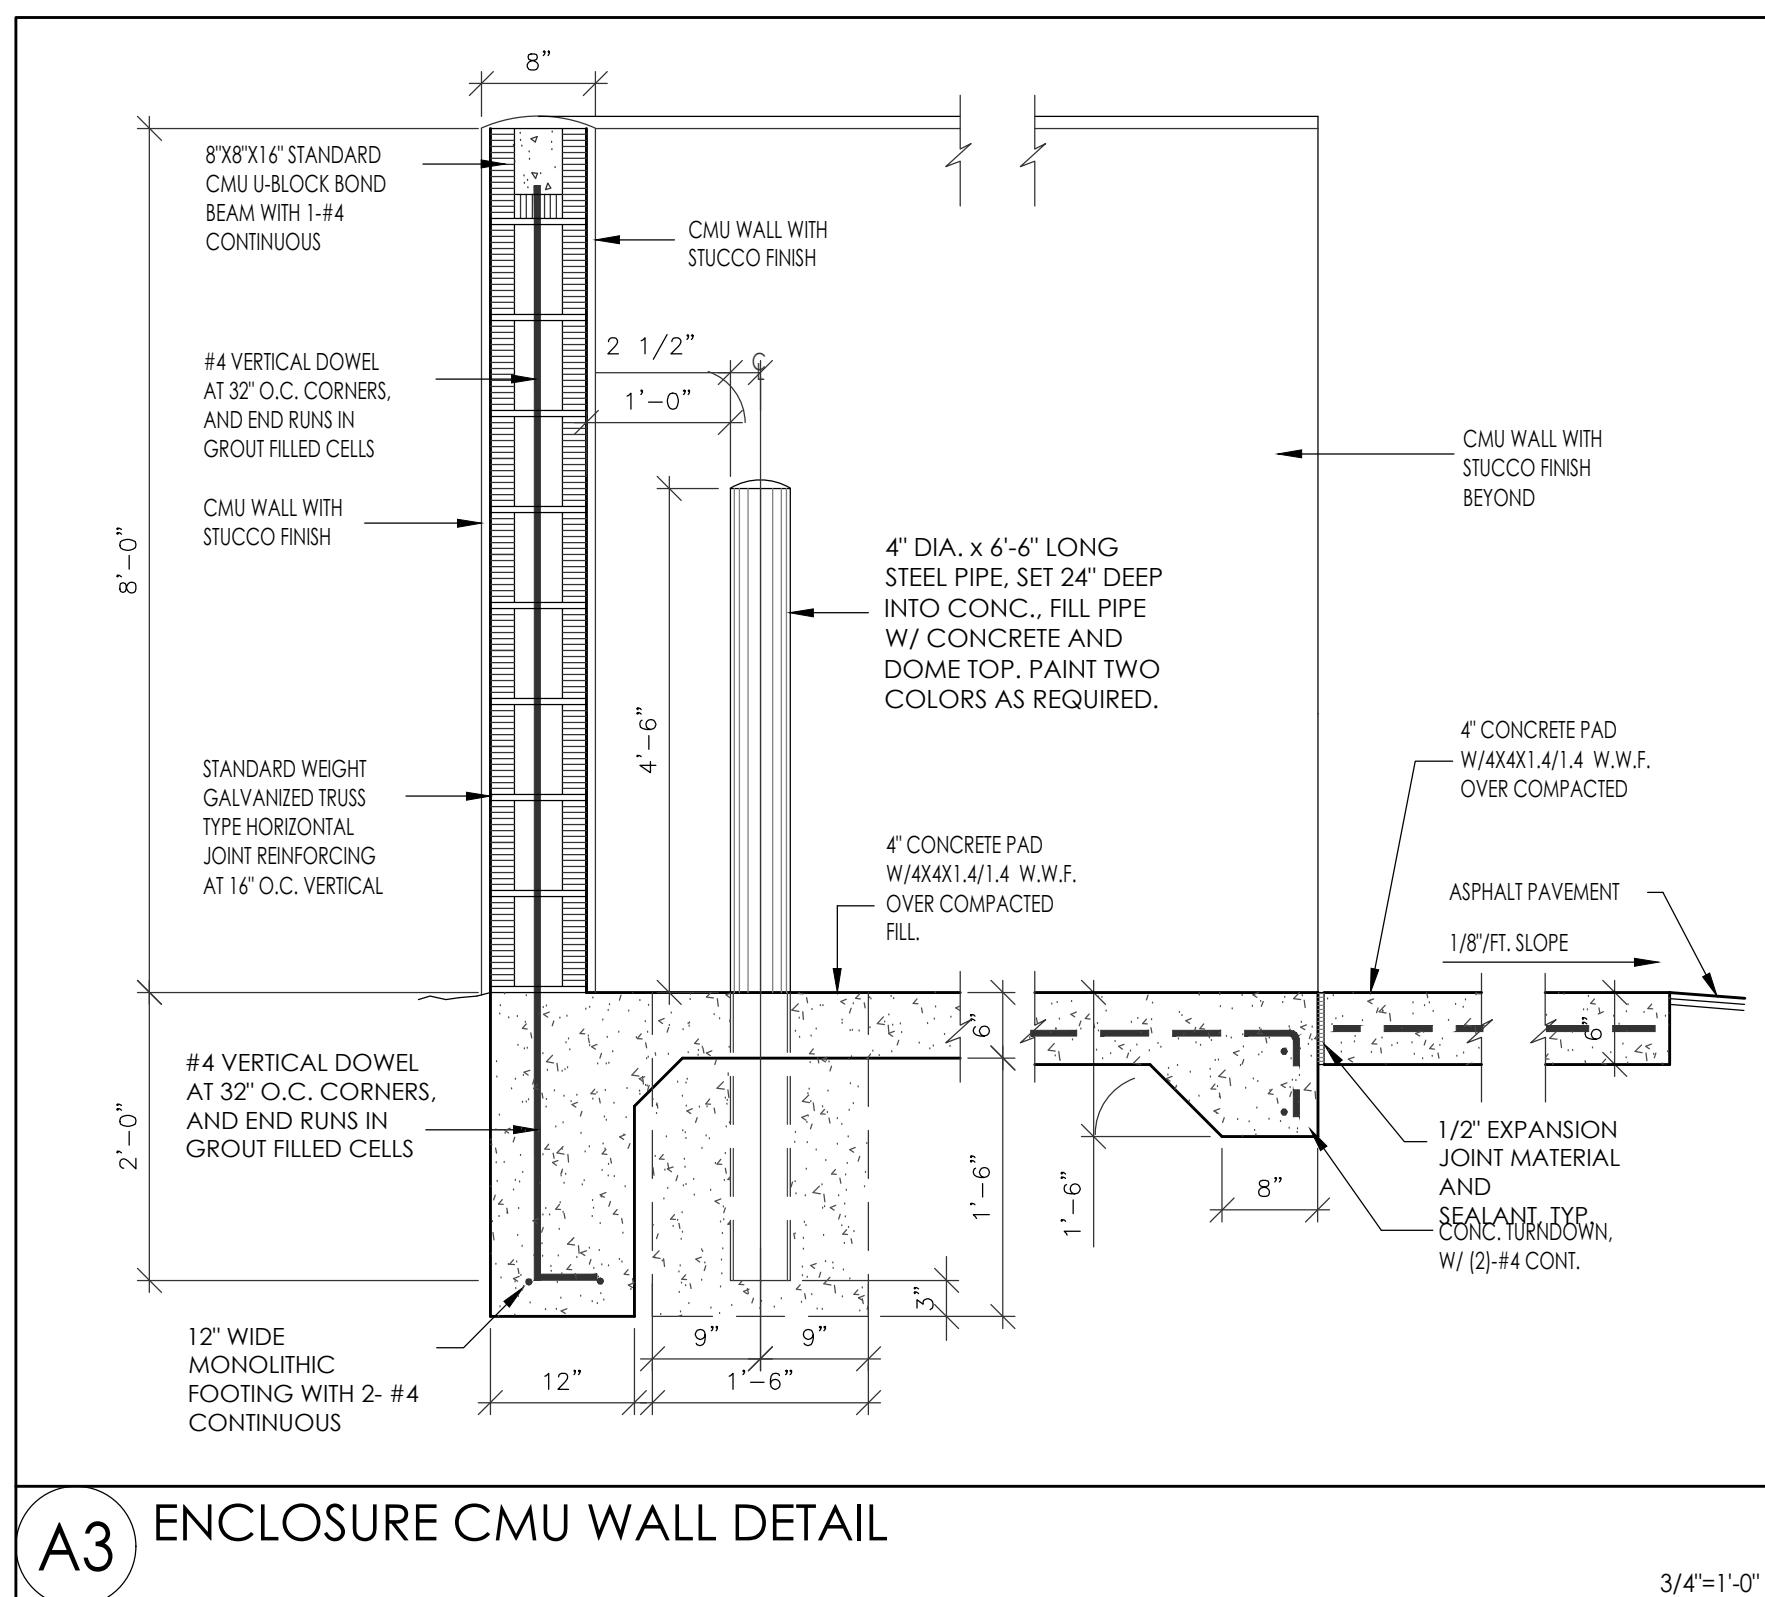 8”
8"X8"X16" STANDARD
CMU U-BLOCK BOND
BEAM WITH 1-#4
CONTINUOUS
CMU WALL WITH
STUCCO FINISH
#4 VERTICAL DOWEL
AT 32" O.C. CORNERS,
AND END RUNS IN
GROUT FILLED CELLS
2 1/2”
1’-0”
CMU WALL WITH
STUCCO FINISH
BEYOND
CMU WALL WITH
STUCCO FINISH
8’-0”
4" DIA. x 6'-6" LONG
STEEL PIPE, SET 24" DEEP
INTO CONC., FILL PIPE
W/ CONCRETE AND
DOME TOP. PAINT TWO
COLORS AS REQUIRED.
4’-6”
STANDARD WEIGHT
GALVANIZED TRUSS
TYPE HORIZONTAL
JOINT REINFORCING
AT 16" O.C. VERTICAL
4" CONCRETE PAD
W/4X4X1.4/1.4 W.W.F.
OVER COMPACTED
4" CONCRETE PAD
W/4X4X1.4/1.4 W.W.F.
OVER COMPACTED
FILL.
ASPHALT PAVEMENT
1/8"/FT. SLOPE
6”
6”
#4 VERTICAL DOWEL
AT 32" O.C. CORNERS,
AND END RUNS IN
GROUT FILLED CELLS
2’-0”
1’-6”
1’-6”
8”
1/2" EXPANSION
JOINT MATERIAL
AND
SEALANT, TYP.
CONC. TURNDOWN,
W/ (2)-#4 CONT.
3”
12" WIDE
MONOLITHIC
FOOTING WITH 2- #4
CONTINUOUS
9”
9”
12”
1’-6”
A3
ENCLOSURE CMU WALL DETAIL
3/4"=1'-0"